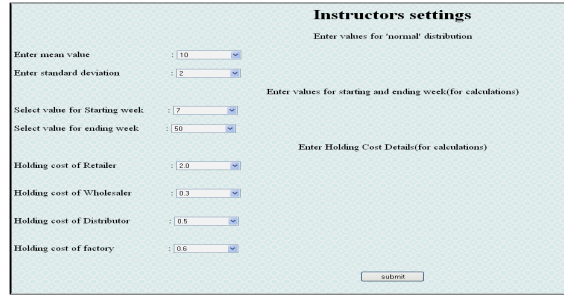 Instructors settings
Enter values for 'normal' distribution
Enter mean value : 10
Enter standard deviation : 2
Enter values for starting and ending week(for calculations)
Select value for Starting week : 7
Select value for ending week : 50
Enter Holding Cost Details(for calculations)
Holding cost of Retailer : 2.0
Holding cost of Wholesaler : 0.3
Holding cost of Distributor : 0.5
Holding cost of factory : 0.6
submit